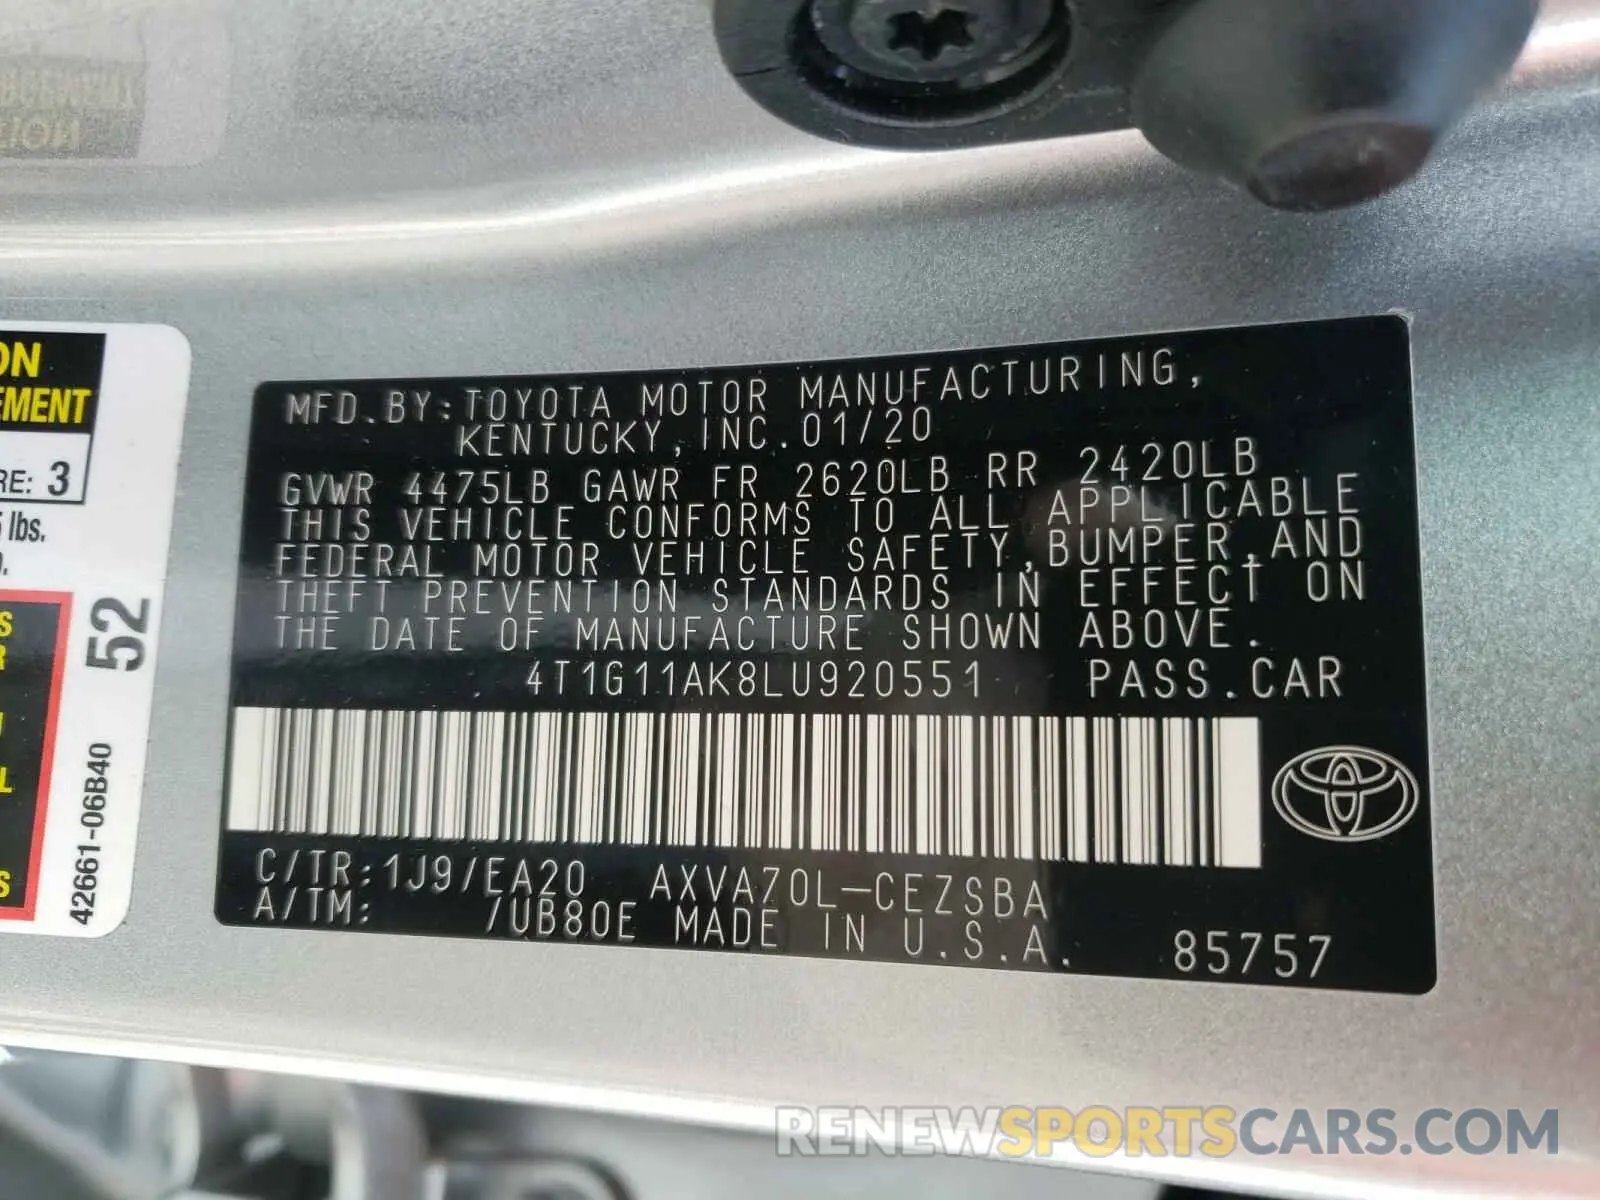 ON
EMENT
RE: 3
5 lbs.
52
42661-06B40
MFD.BY:TOYOTA MOTOR MANUFACTURING,
KENTUCKY,INC.01/20
GVWR 4475LB GAWR FR 2620LB RR 2420LB
THIS VEHICLE CONFORMS TO ALL APPLICABLE
FEDERAL MOTOR VEHICLE SAFETY,BUMPER,AND
THEFT PREVENTION STANDARDS IN EFFECT ON
THE DATE OF MANUFACTURE SHOWN ABOVE.
4T1G11AK8LU920551 PASS.CAR
C/TR:1J9/EA20 AXVA70L-CEZSBA
A/TM: /UB80E MADE IN U.S.A. 85757
RENEWSPORTSCARS.COM